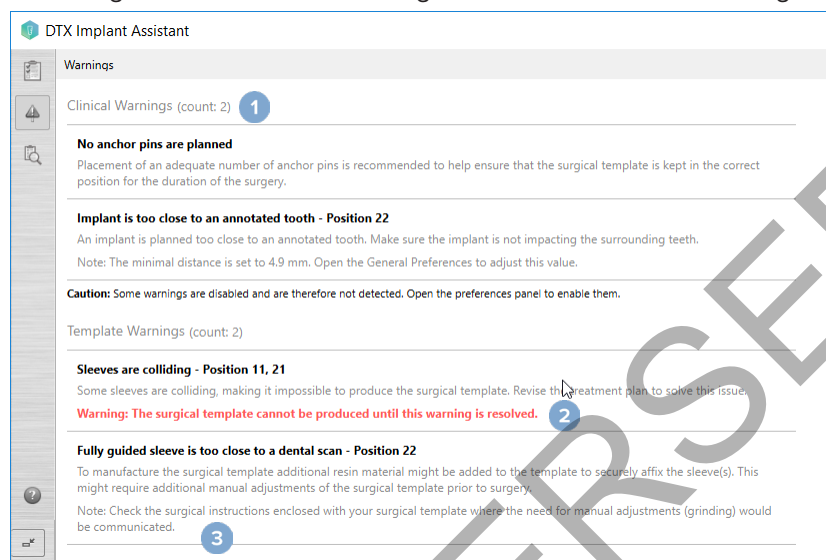 DTX Implant Assistant
Warnings
Clinical Warnings (count: 2) 1
No anchor pins are planned
Placement of an adequate number of anchor pins is recommended to help ensure that the surgical template is kept in the correct
position for the duration of the surgery.
Implant is too close to an annotated tooth - Position 22
An implant is planned too close to an annotated tooth. Make sure the implant is not impacting the surrounding teeth.
Note: The minimal distance is set to 4.9 mm. Open the General Preferences to adjust this value.
Caution: Some warnings are disabled and are therefore not detected. Open the preferences panel to enable them.
Template Warnings (count: 2)
Sleeves are colliding - Position 11, 21
Some sleeves are colliding, making it impossible to produce the surgical template. Revise the treatment plan to solve this issue.
Warning: The surgical template cannot be produced until this warning is resolved. 2
Fully guided sleeve is too close to a dental scan - Position 22
To manufacture the surgical template additional resin material might be added to the template to securely affix the sleeve(s). This
might require additional manual adjustments of the surgical template prior to surgery.
Note: Check the surgical instructions enclosed with your surgical template where the need for manual adjustments (grinding) would
be communicated.
3
?
ERSE